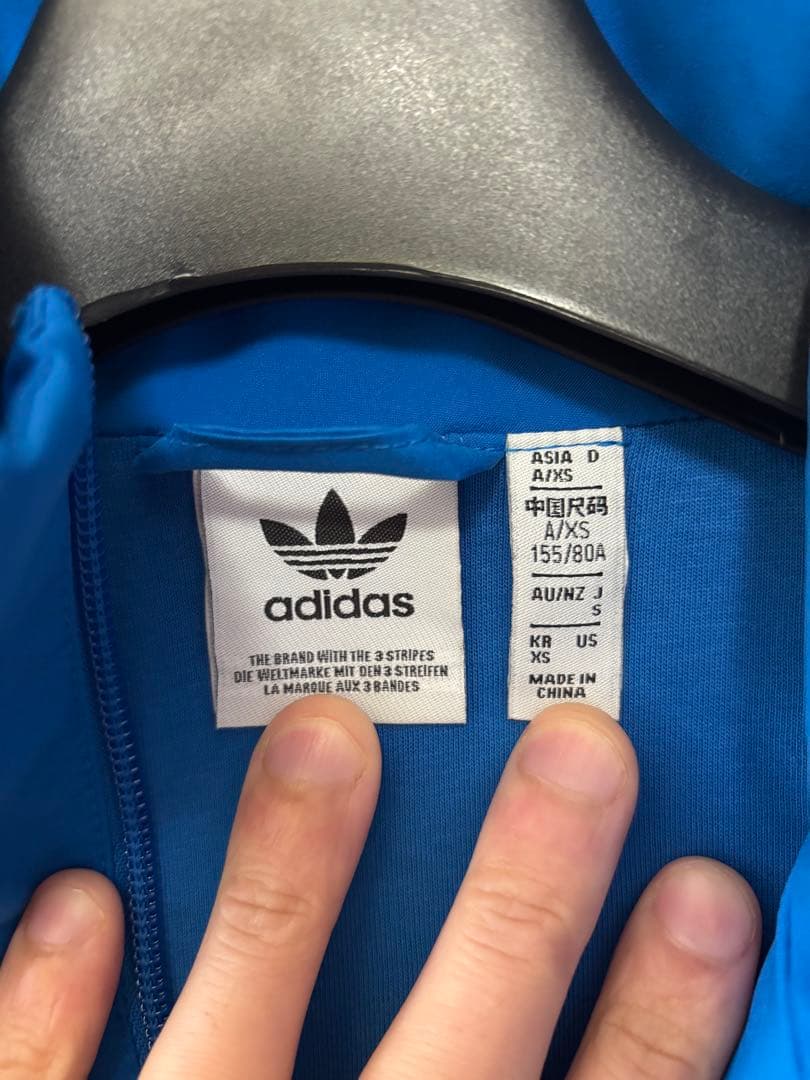 adidas
THE BRAND WITH THE 3 STRIPES
DIE WELTMARKE MIT DEN 3 STREIFEN
LA MARQUE AUX 3 BANDES
ASIA D
A/XS
中国尺码
A/XS
155/80A
AU/NZ J
S
KR US
XS
MADE IN
CHINA